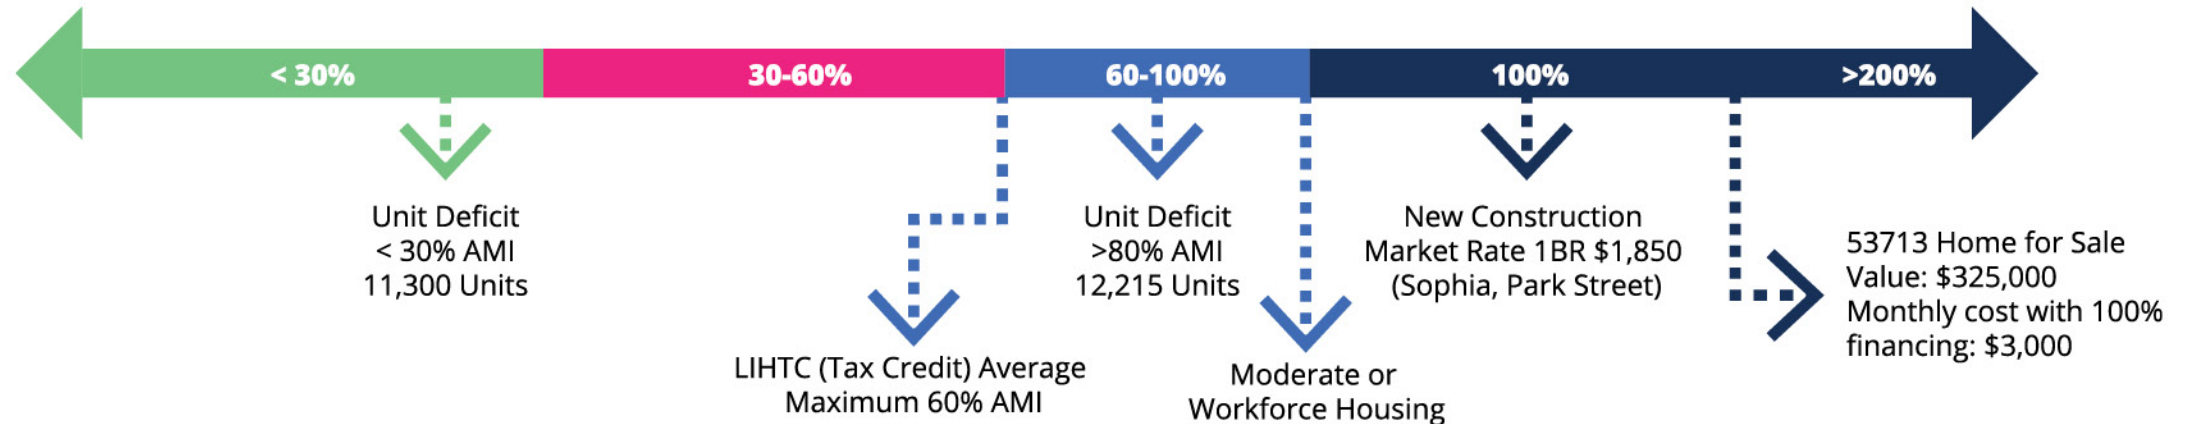 < 30%
30-60%
60-100%
100%
>200%
Unit Deficit
< 30% AMI
11,300 Units
LIHTC (Tax Credit) Average
Maximum 60% AMI
Unit Deficit
>80% AMI
12,215 Units
Moderate or
Workforce Housing
New Construction
Market Rate 1BR $1,850
(Sophia, Park Street)
53713 Home for Sale
Value: $325,000
Monthly cost with 100%
financing: $3,000